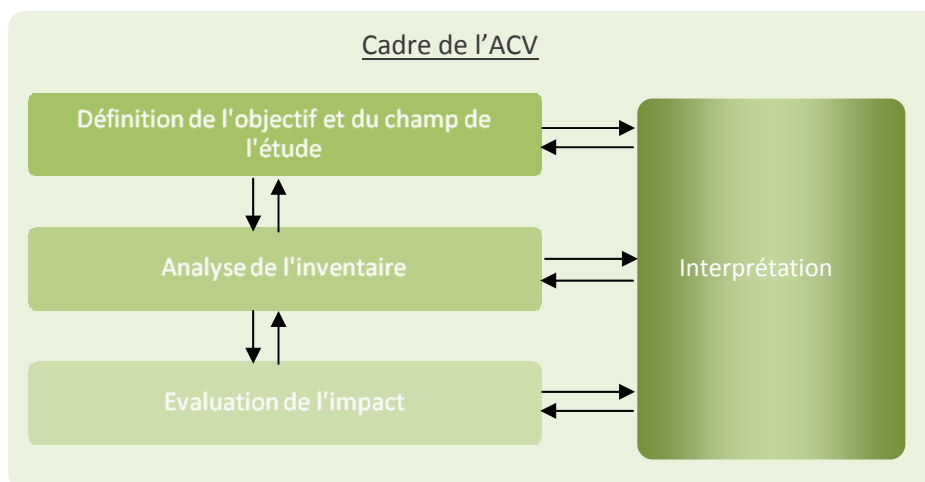 Cadre de l’ACV
Définition de l'objectif et du champ de
l'étude
Analyse de l'inventaire
Interprétation
Evaluation de l'impact